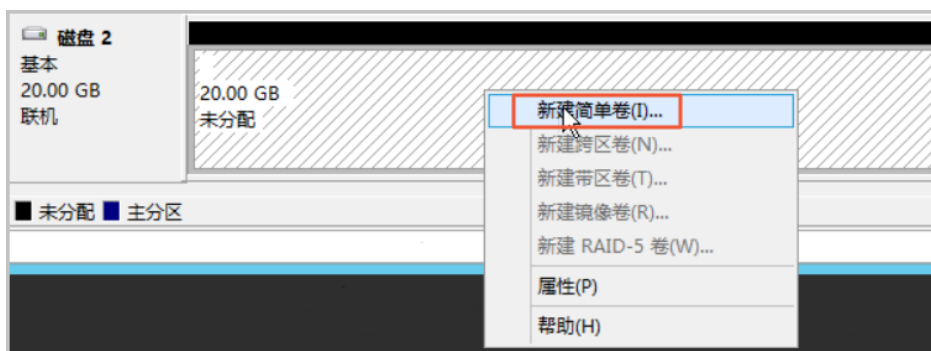 磁盘 2
基本
20.00 GB
联机
20.00 GB
未分配
新建简单卷(I)...
新建跨区卷(N)...
新建带区卷(T)...
新建镜像卷(R)...
新建 RAID-5 卷(W)...
属性(P)
帮助(H)
未分配 主分区